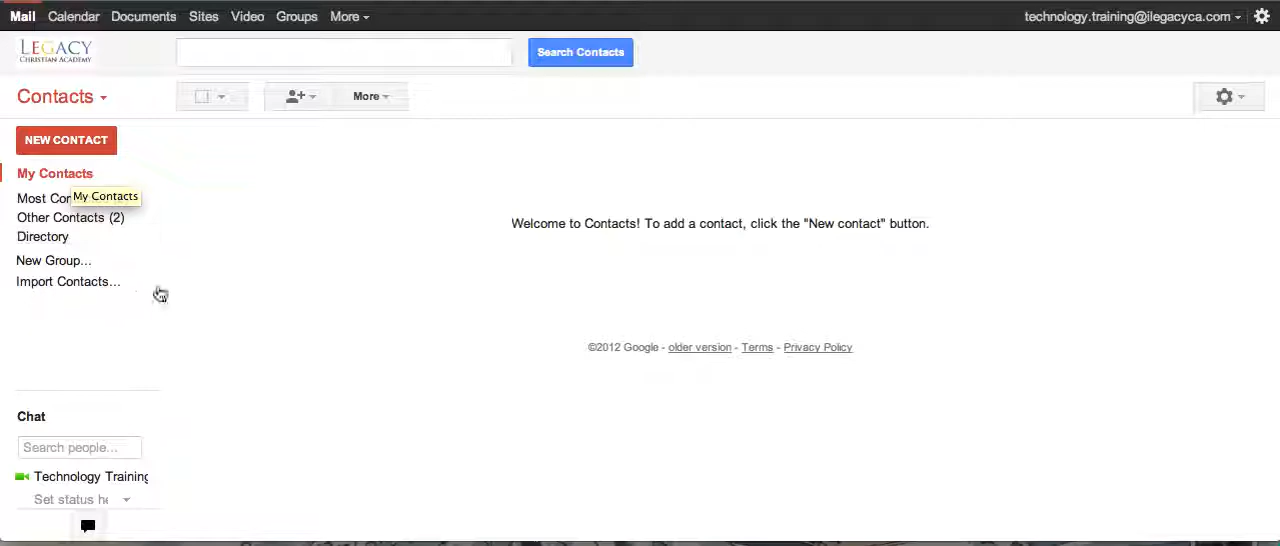 Mail Calendar Documents Sites Video Groups More technology.training@ilegacyca.com
LEGACY
CHRISTIAN ACADEMY
Search Contacts
Contacts More
NEW CONTACT
My Contacts
Most Con
My Contacts
Other Contacts (2)
Directory
New Group...
Import Contacts...
Welcome to Contacts! To add a contact, click the "New contact" button.
©2012 Google - older version - Terms - Privacy Policy
Chat
Search people...
Technology Training
Set status he